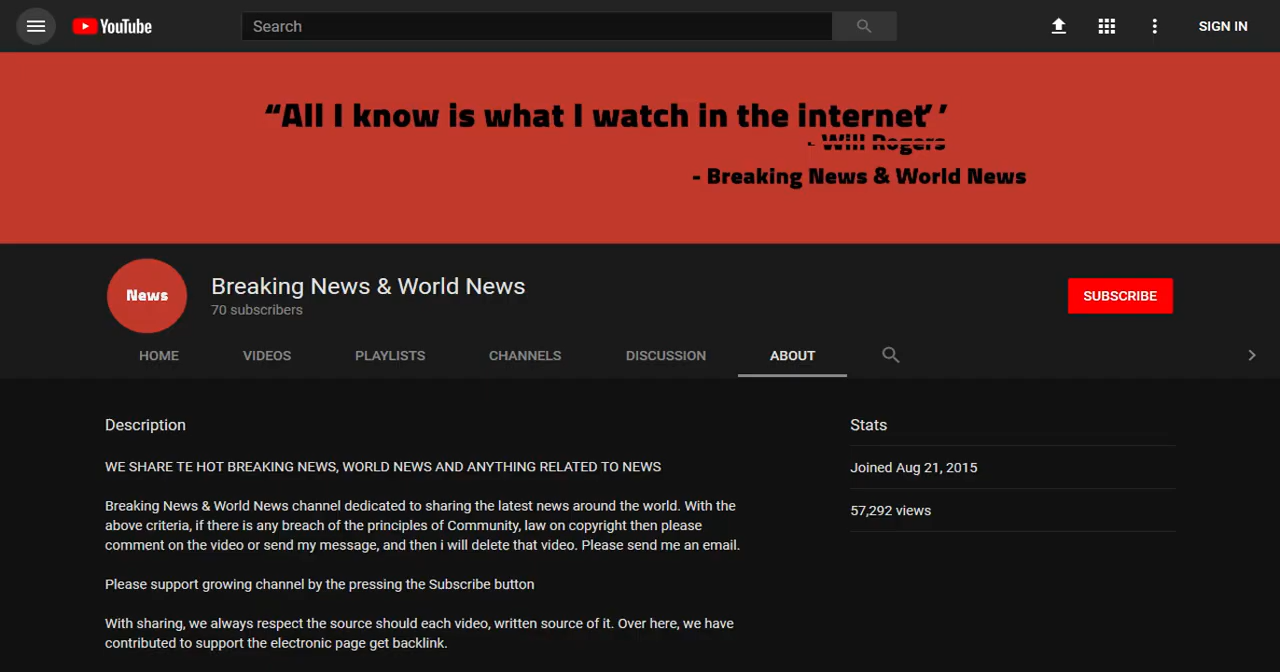 YouTube
Search
SIGN IN
“All I know is what I watch in the internet’’
- Will Rogers
- Breaking News & World News
News
Breaking News & World News
70 subscribers
SUBSCRIBE
HOME VIDEOS PLAYLISTS CHANNELS DISCUSSION ABOUT
Description
Stats
WE SHARE TE HOT BREAKING NEWS, WORLD NEWS AND ANYTHING RELATED TO NEWS
Joined Aug 21, 2015
Breaking News & World News channel dedicated to sharing the latest news around the world. With the
57,292 views
above criteria, if there is any breach of the principles of Community, law on copyright then please
comment on the video or send my message, and then i will delete that video. Please send me an email.
Please support growing channel by the pressing the Subscribe button
With sharing, we always respect the source should each video, written source of it. Over here, we have
contributed to support the electronic page get backlink.